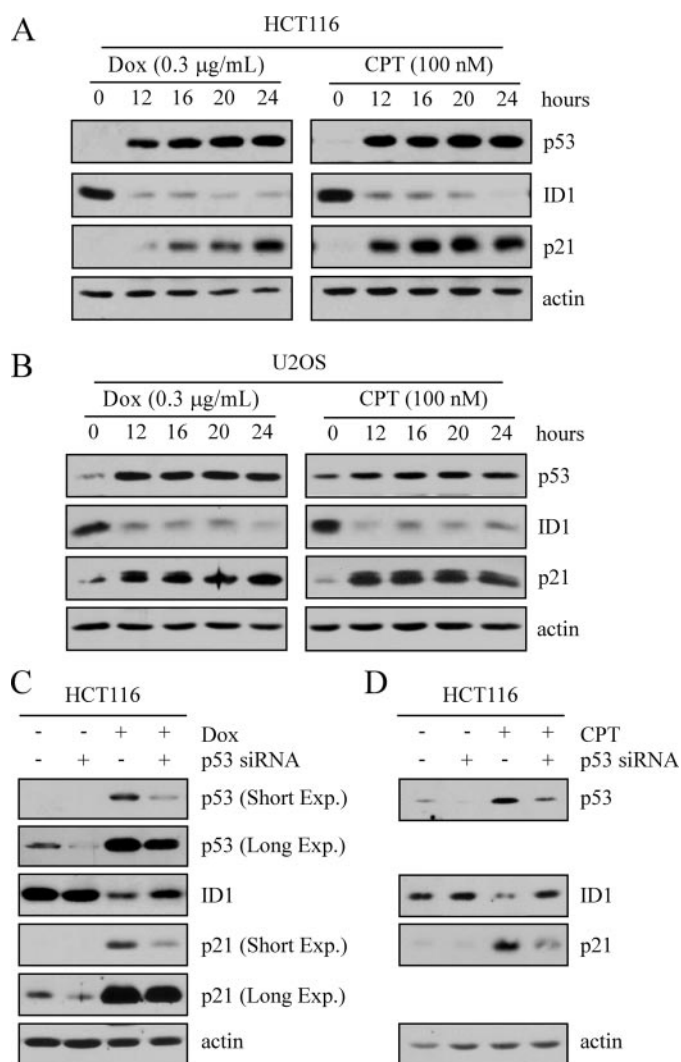 A
HCT116
Dox (0.3 μg/mL) CPT (100 nM)
0 12 16 20 24 0 12 16 20 24 hours
p53
ID1
p21
actin
B
U2OS
Dox (0.3 μg/mL) CPT (100 nM)
0 12 16 20 24 0 12 16 20 24 hours
p53
ID1
p21
actin
C
HCT116
- - + + Dox
- + - + p53 siRNA
p53 (Short Exp.)
p53 (Long Exp.)
ID1
p21 (Short Exp.)
p21 (Long Exp.)
actin
D
HCT116
- - + + CPT
- + - + p53 siRNA
p53
ID1
p21
actin